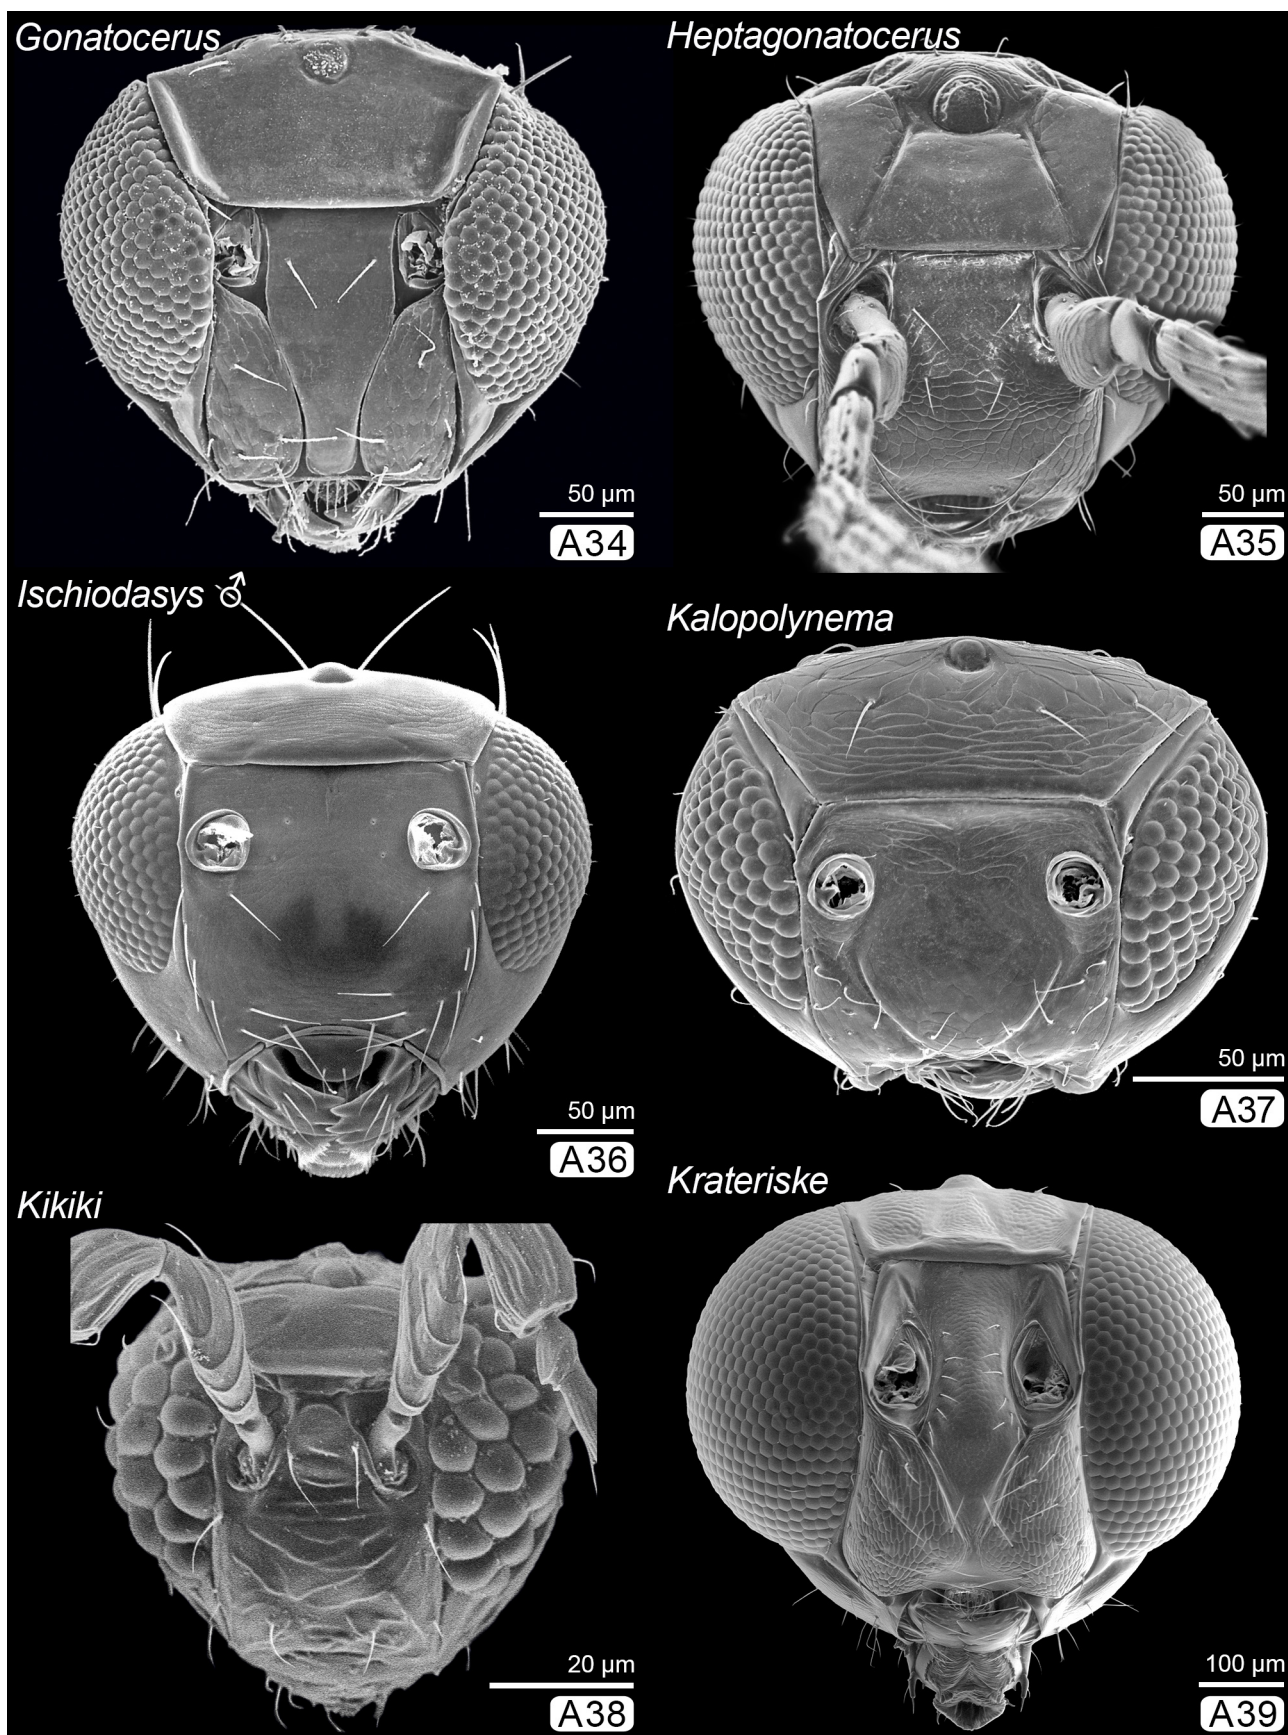 Gonatocerus
50 µm
A34
Heptagonatocerus
50 µm
A35
Ischiodasys ♂
50 µm
A36
Kalopolynema
50 µm
A37
Kikiki
20 µm
A38
Krateriske
100 µm
A39